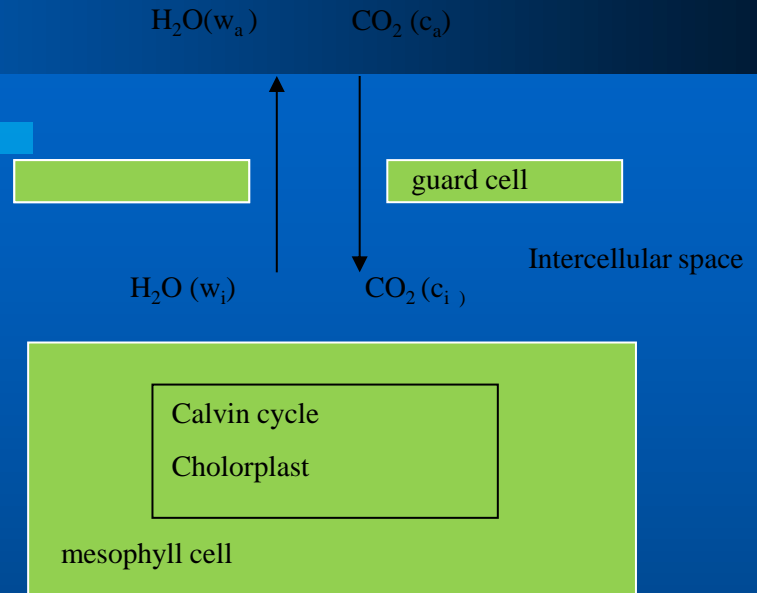 H₂O(wₐ ) CO₂ (cₐ)
guard cell
Intercellular space
H₂O (wᵢ) CO₂ (cᵢ ₎
Calvin cycle
Cholorplast
mesophyll cell